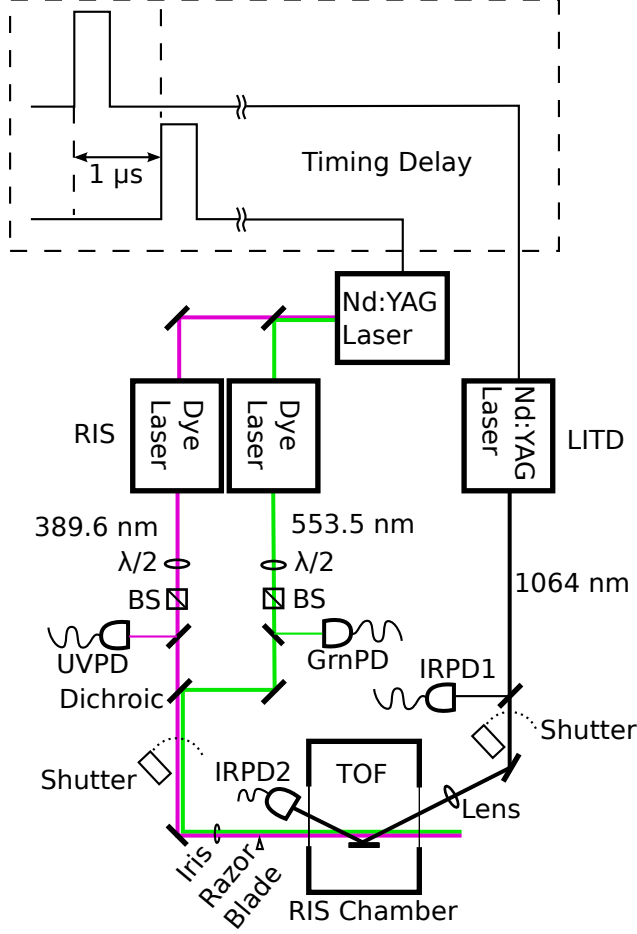 1 μs
Timing Delay
Nd:YAG
Laser
RIS
Dye
Laser
Dye
Laser
Nd:YAG
Laser
LITD
389.6 nm
553.5 nm
λ/2
λ/2
1064 nm
BS
BS
UVPD
GrnPD
IRPD1
Dichroic
Shutter
Shutter
IRPD2
TOF
Lens
Iris
Razor
Blade
RIS Chamber